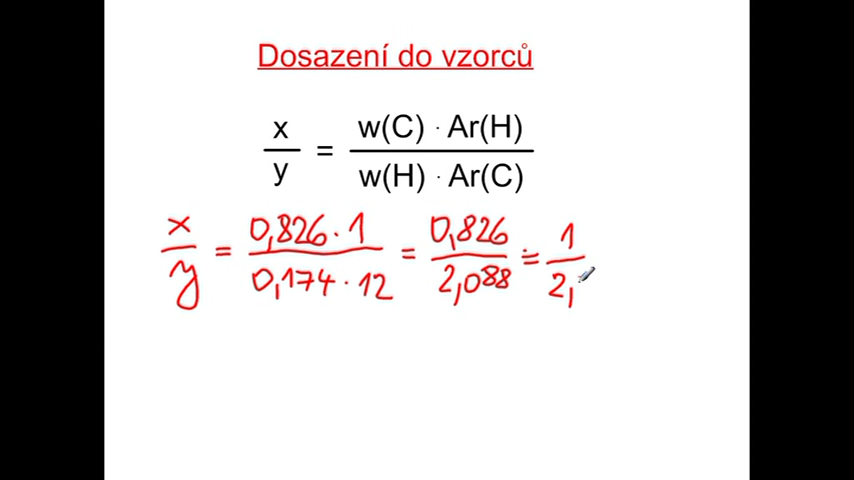 Dosazení do vzorců
x/y = w(C) · Ar(H) / w(H) · Ar(C)
x/y = 0,826 · 1 / 0,174 · 12 = 0,826 / 2,088 ≐ 1 / 2,